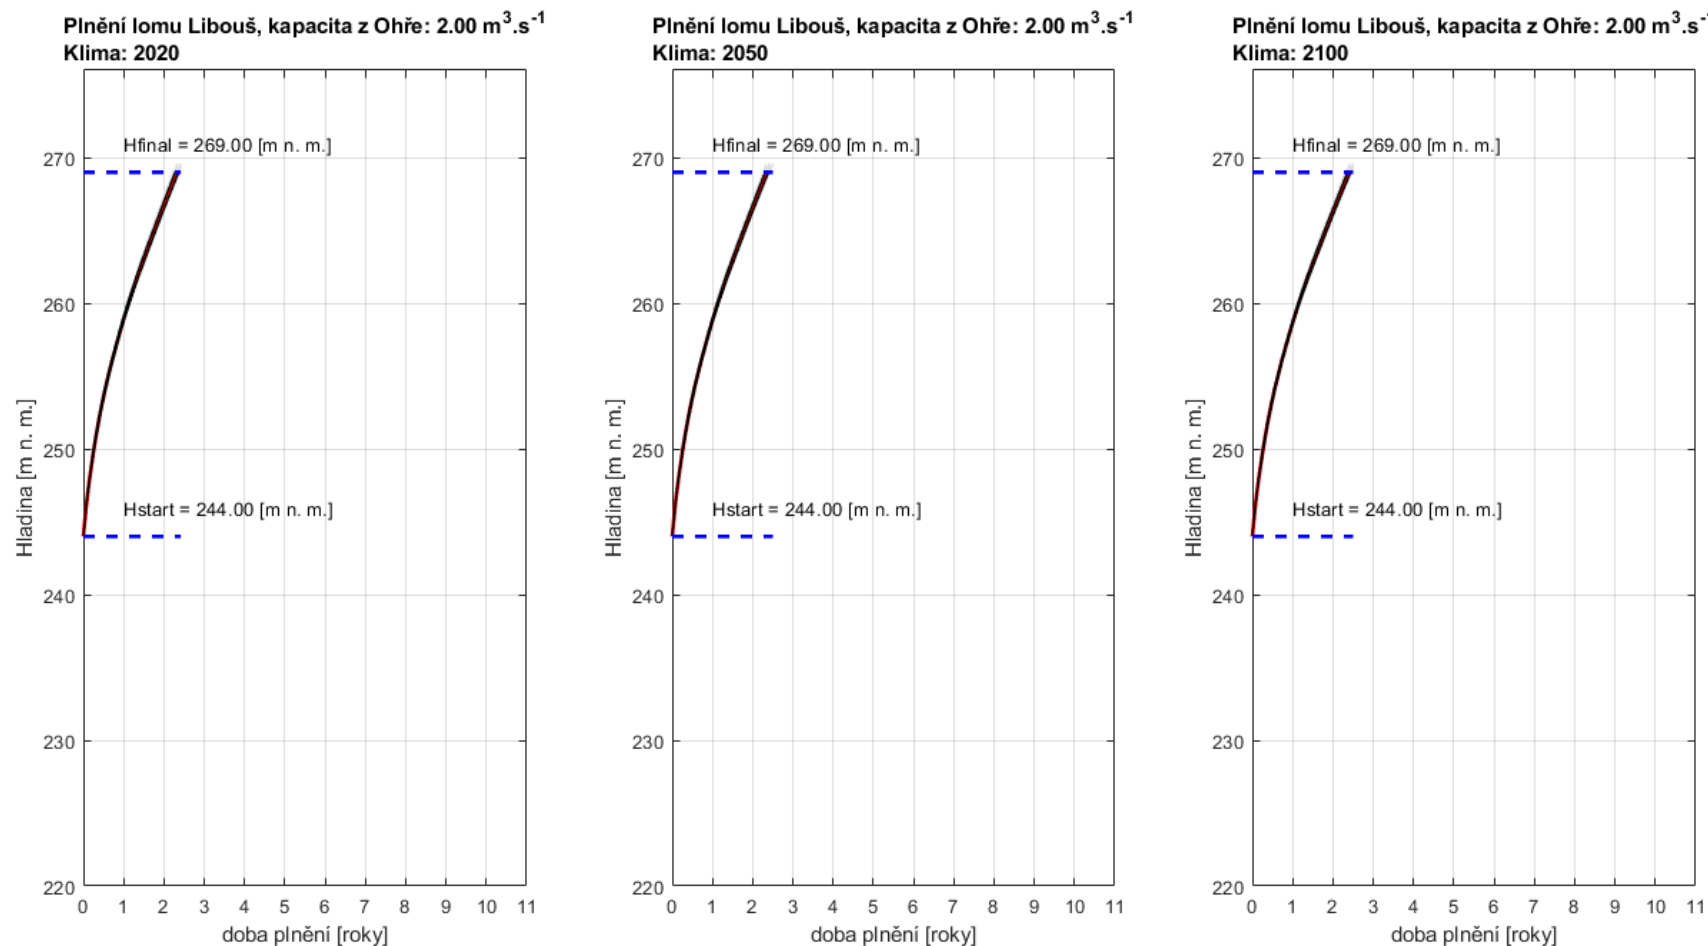 Plnění lomu Libouš, kapacita z Ohře: 2.00 m³.s⁻¹
Klima: 2020
Hfinal = 269.00 [m n. m.]
Hstart = 244.00 [m n. m.]
Hladina [m n. m.]
270
260
250
240
230
220
0 1 2 3 4 5 6 7 8 9 10 11
doba plnění [roky]
Plnění lomu Libouš, kapacita z Ohře: 2.00 m³.s⁻¹
Klima: 2050
Hfinal = 269.00 [m n. m.]
Hstart = 244.00 [m n. m.]
Hladina [m n. m.]
270
260
250
240
230
220
0 1 2 3 4 5 6 7 8 9 10 11
doba plnění [roky]
Plnění lomu Libouš, kapacita z Ohře: 2.00 m³.s⁻
Klima: 2100
Hfinal = 269.00 [m n. m.]
Hstart = 244.00 [m n. m.]
Hladina [m n. m.]
270
260
250
240
230
220
0 1 2 3 4 5 6 7 8 9 10 11
doba plnění [roky]